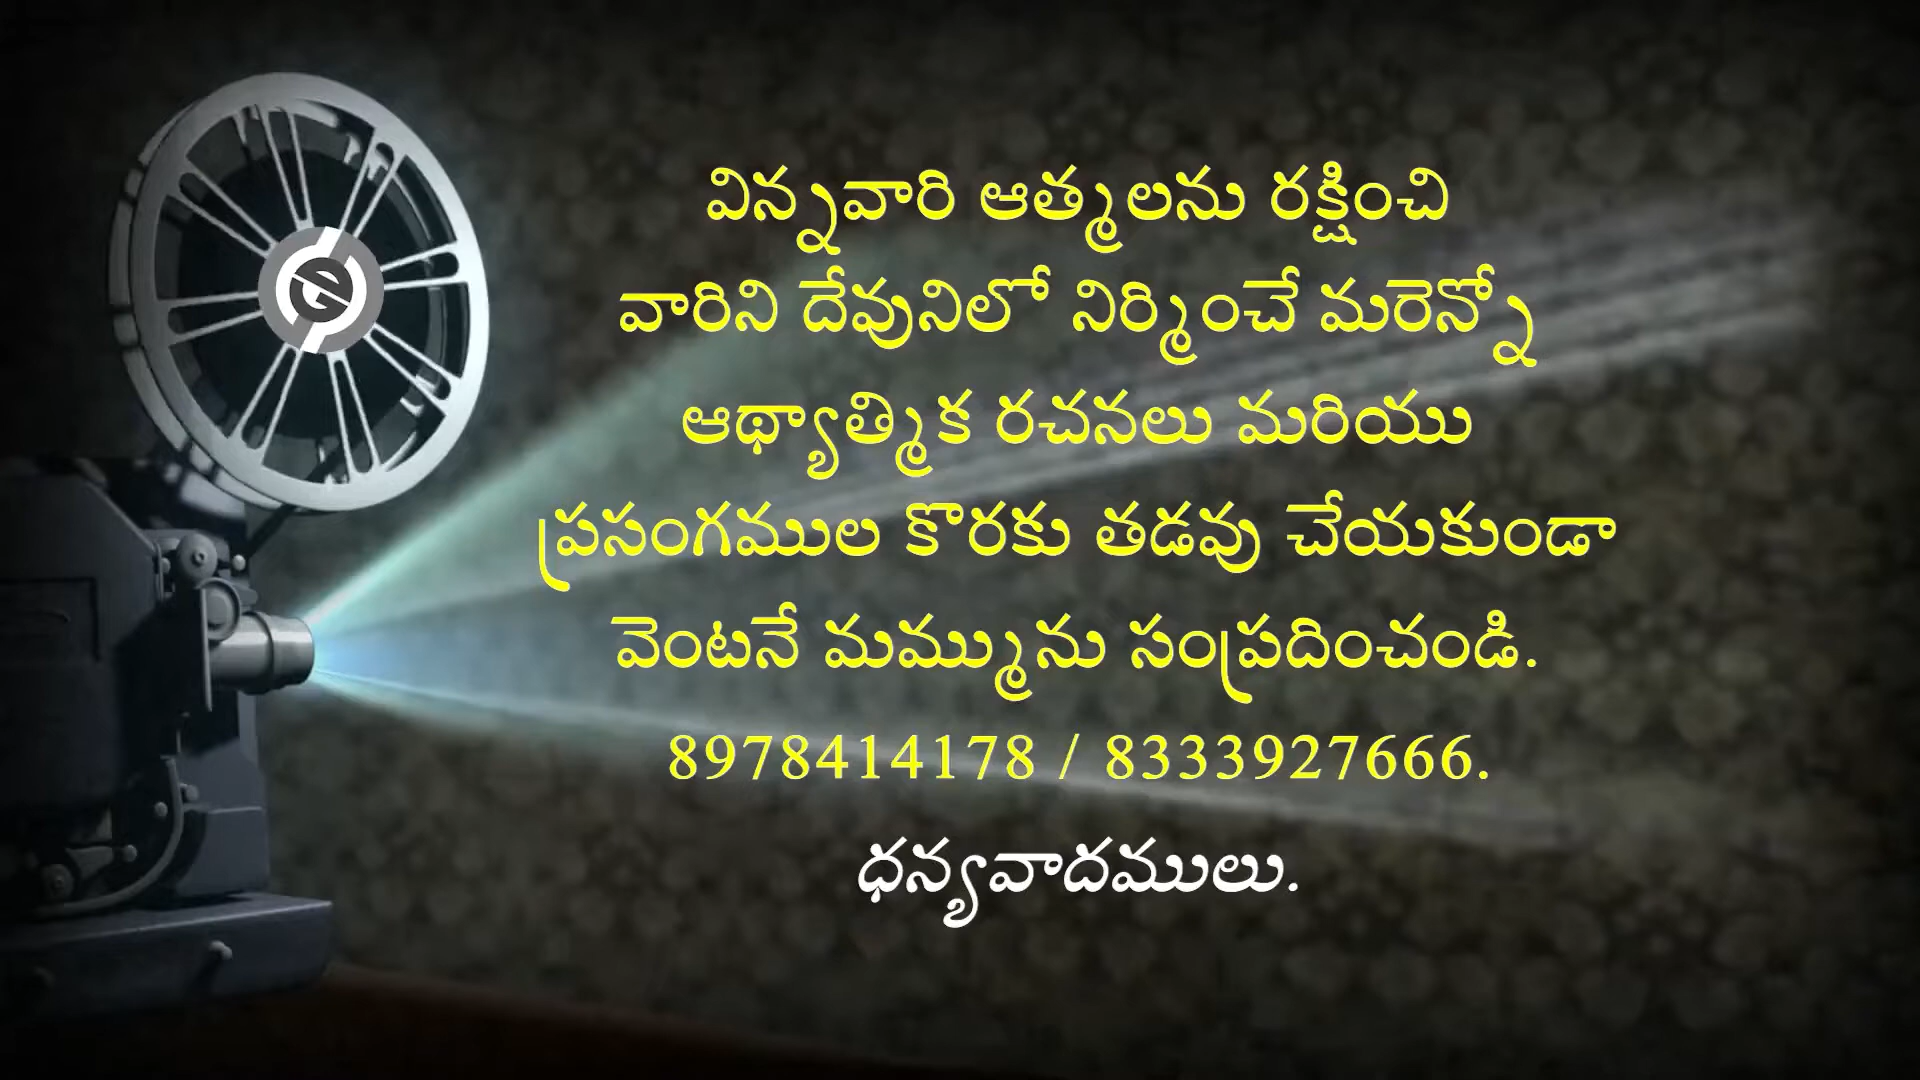 విన్నవారి ఆత్మలను రక్షించి
వారిని దేవునిలో నిర్మించే మరెన్నో
ఆథ్యాత్మిక రచనలు మరియు
ప్రసంగముల కొరకు తడవు చేయకుండా
వెంటనే మమ్మును సంప్రదించండి.
8978414178 / 8333927666.
ధన్యవాదములు.